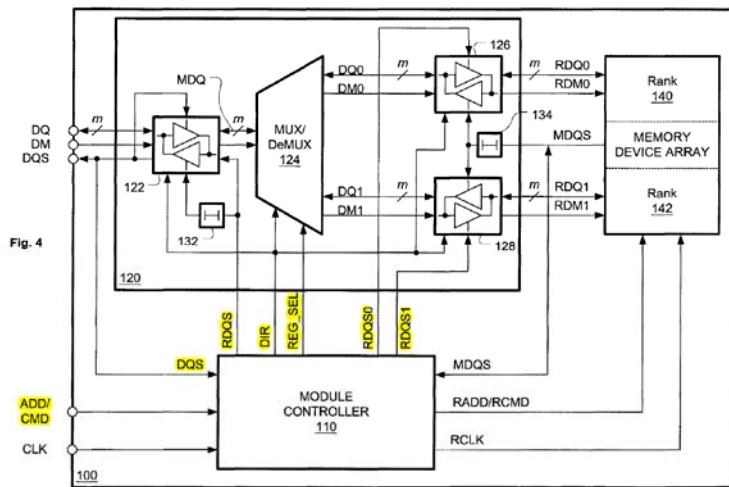 126
MDQ
m
DQ0
m
m
RDQ0
DM0
RDM0
Rank
140
134
DQ
m
MUX/
DeMUX
124
MDQS
MEMORY
DEVICE ARRAY
DM
DQS
122
DQ1
m
m
RDQ1
DM1
RDM1
Rank
142
132
128
Fig. 4
120
RDQS
DIR
REG_SEL
RDQS0
RDQS1
DQS
MDQS
ADD/
CMD
MODULE
CONTROLLER
110
RADD/RCMD
CLK
RCLK
100